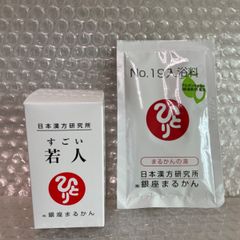 日本漢方研究所
すごい
若人
ひとり
㈱銀座まるかん
No.19入浴料
ひとり
まるかんの湯
日本漢方研究所
㈱銀座まるかん